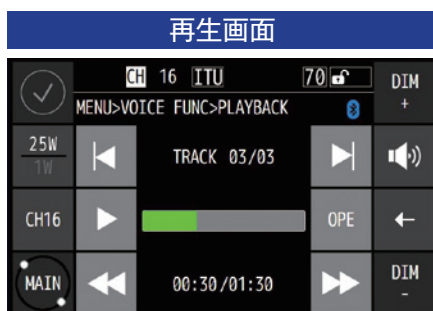 再生画面
CH 16 ITU 70 DIM +
MENU>VOICE FUNC>PLAYBACK
25W
1W
TRACK 03/03
CH16
OPE
MAIN
00:30/01:30
DIM
-